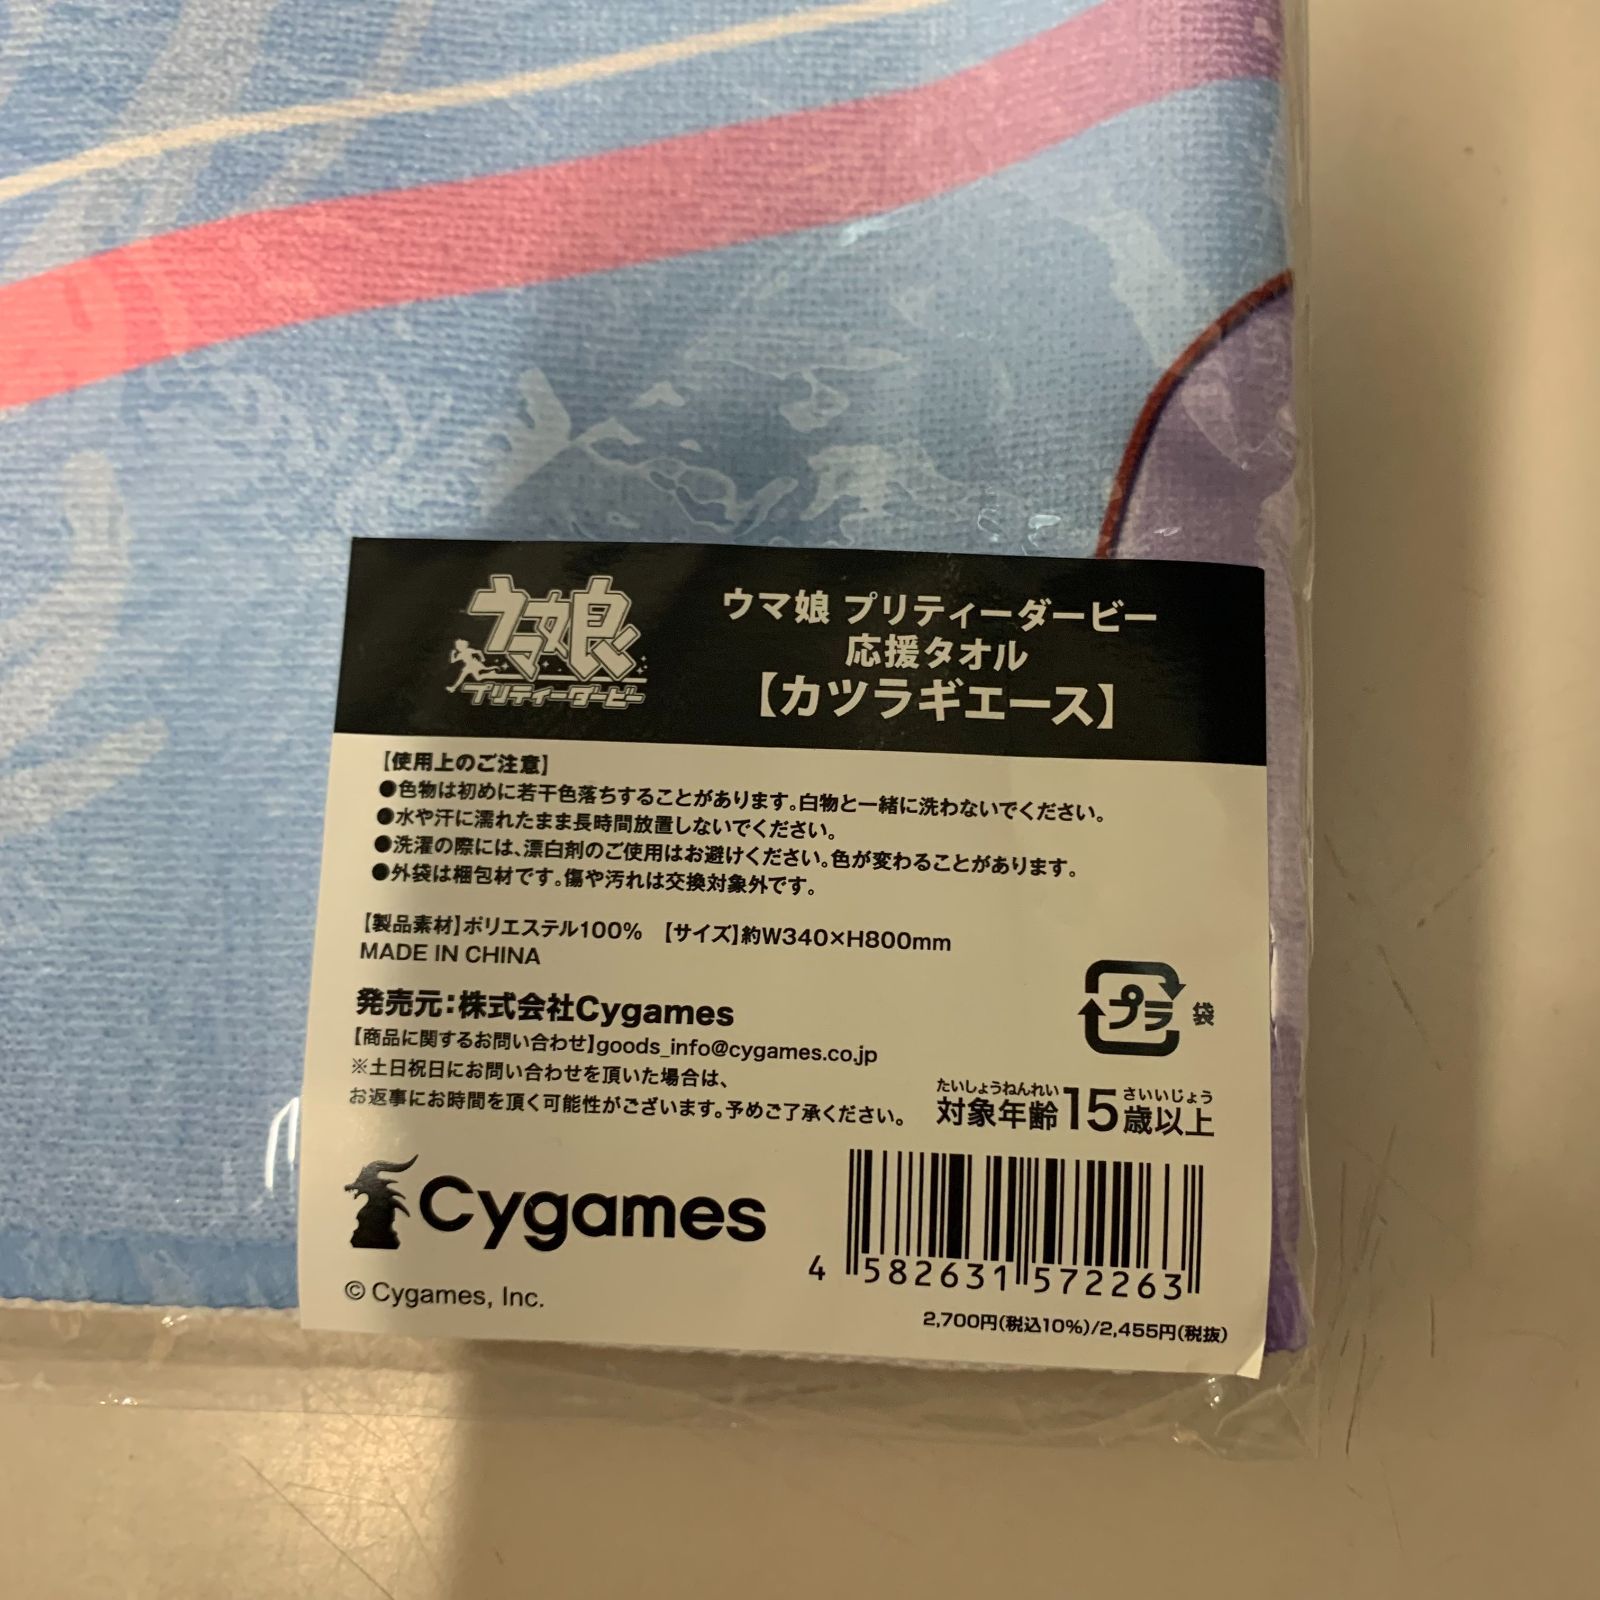 ウマ娘
プリティーダービー
ウマ娘 プリティーダービー
応援タオル
【カツラギエース】
【使用上のご注意】
●色物は初めに若干色落ちすることがあります。白物と一緒に洗わないでください。
●水や汗に濡れたまま長時間放置しないでください。
●洗濯の際には、漂白剤のご使用はお避けください。色が変わることがあります。
●外袋は梱包材です。傷や汚れは交換対象外です。
【製品素材】ポリエステル100% 【サイズ】約W340×H800mm
MADE IN CHINA
発売元：株式会社Cygames
【商品に関するお問い合わせ】goods_info@cygames.co.jp
※土日祝日にお問い合わせを頂いた場合は、
お返事にお時間を頂く可能性がございます。予めご了承ください。
プラ 袋
たいしょうねんれい さいいじょう
対象年齢15歳以上
Cygames
© Cygames, Inc.
4 582631 572263
2,700円(税込10%)/2,455円(税抜)